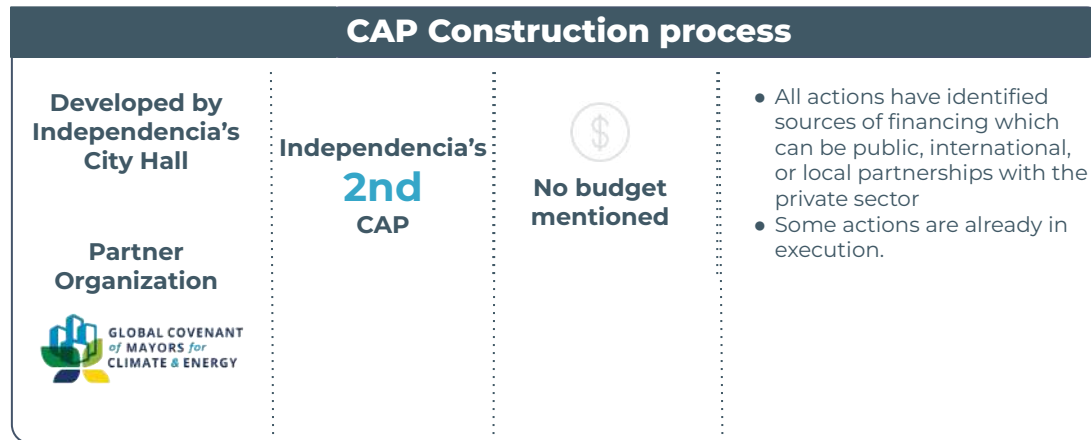 CAP Construction process
Developed by
Independencia's
City Hall
Partner
Organization
GLOBAL COVENANT
of MAYORS for
CLIMATE & ENERGY
Independencia's
2nd
CAP
$
No budget
mentioned
● All actions have identified
sources of financing which
can be public, international,
or local partnerships with the
private sector
● Some actions are already in
execution.